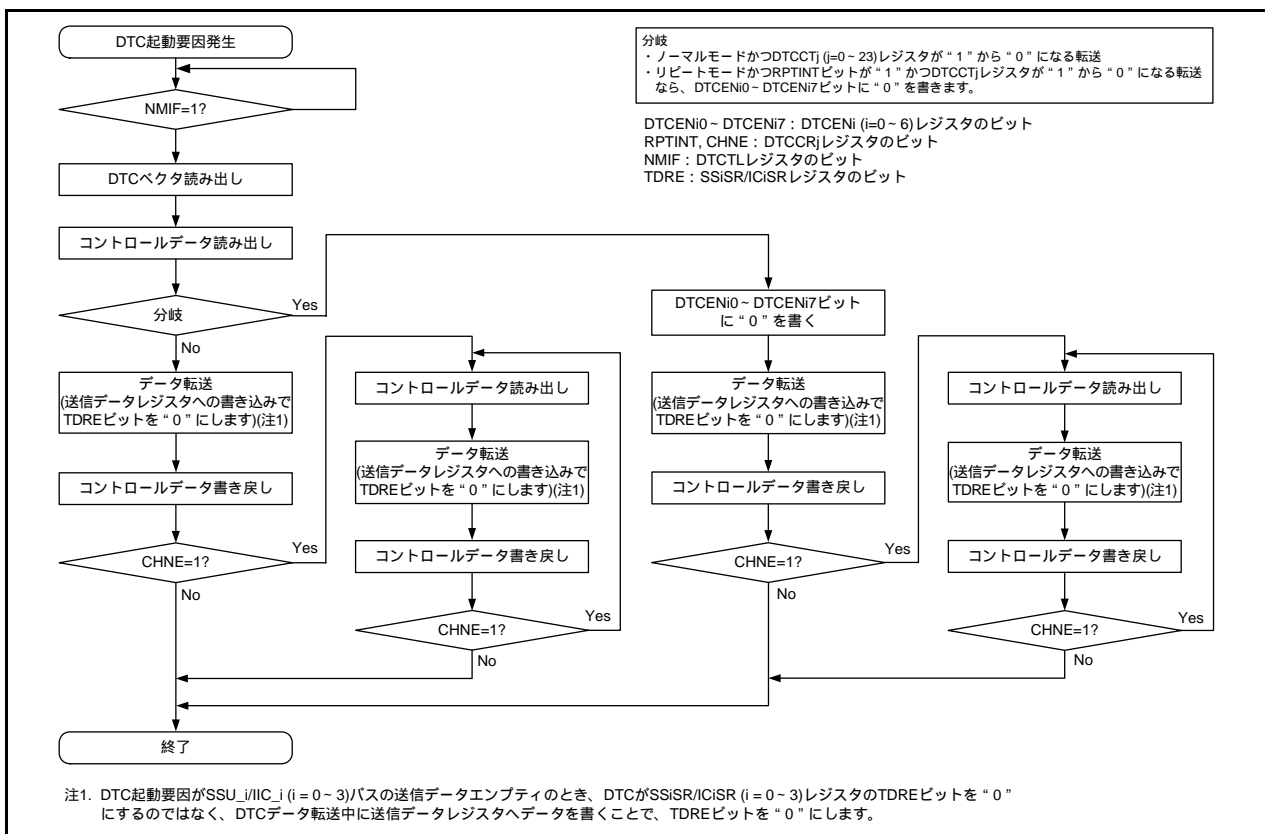 DTC起動要因発生
NMIF=1?
DTCベクタ読み出し
コントロールデータ読み出し
分岐
Yes
No
データ転送
(送信データレジスタへの書き込みで
TDREビットを“0”にします)(注1)
コントロールデータ書き戻し
CHNE=1?
Yes
No
コントロールデータ読み出し
データ転送
(送信データレジスタへの書き込みで
TDREビットを“0”にします)(注1)
コントロールデータ書き戻し
CHNE=1?
Yes
No
終了
分岐
・ノーマルモードかつDTCCTj (j=0~23)レジスタが“1”から“0”になる転送
・リピートモードかつRPTINTビットが“1”かつDTCCTjレジスタが“1”から“0”になる転送
なら、DTCENi0~DTCENi7ビットに“0”を書きます。
DTCENi0~DTCENi7:DTCENi (i=0~6)レジスタのビット
RPTINT, CHNE:DTCCRjレジスタのビット
NMIF:DTCTLレジスタのビット
TDRE:SSiSR/ICiSRレジスタのビット
DTCENi0~DTCENi7ビット
に“0”を書く
データ転送
(送信データレジスタへの書き込みで
TDREビットを“0”にします)(注1)
コントロールデータ書き戻し
CHNE=1?
Yes
No
コントロールデータ読み出し
データ転送
(送信データレジスタへの書き込みで
TDREビットを“0”にします)(注1)
コントロールデータ書き戻し
CHNE=1?
Yes
No
注1. DTC起動要因がSSU_i/IIC_i (i = 0~3)バスの送信データエンプティのとき、DTCがSSiSR/ICiSR (i = 0~3)レジスタのTDREビットを“0”
にするのではなく、DTCデータ転送中に送信データレジスタへデータを書くことで、TDREビットを“0”にします。